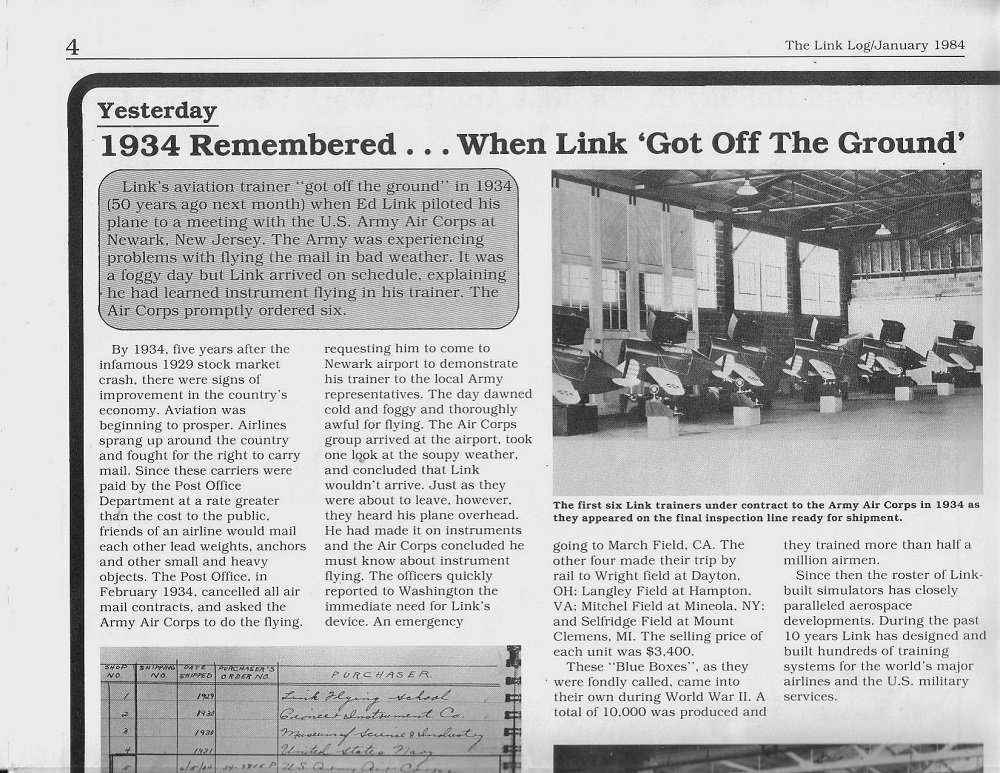 4
The Link Log/January 1984
Yesterday
1934 Remembered . . . When Link ‘Got Off The Ground’
Link's aviation trainer "got off the ground" in 1934
(50 years ago next month) when Ed Link piloted his
plane to a meeting with the U.S. Army Air Corps at
Newark, New Jersey. The Army was experiencing
problems with flying the mail in bad weather. It was
a foggy day but Link arrived on schedule, explaining
he had learned instrument flying in his trainer. The
Air Corps promptly ordered six.
By 1934, five years after the
infamous 1929 stock market
crash, there were signs of
improvement in the country's
economy. Aviation was
beginning to prosper. Airlines
sprang up around the country
and fought for the right to carry
mail. Since these carriers were
paid by the Post Office
Department at a rate greater
than the cost to the public,
friends of an airline would mail
each other lead weights, anchors
and other small and heavy
objects. The Post Office, in
February 1934, cancelled all air
mail contracts, and asked the
Army Air Corps to do the flying.
requesting him to come to
Newark airport to demonstrate
his trainer to the local Army
representatives. The day dawned
cold and foggy and thoroughly
awful for flying. The Air Corps
group arrived at the airport, took
one look at the soupy weather,
and concluded that Link
wouldn't arrive. Just as they
were about to leave, however,
they heard his plane overhead.
He had made it on instruments
and the Air Corps concluded he
must know about instrument
flying. The officers quickly
reported to Washington the
immediate need for Link's
device. An emergency
The first six Link trainers under contract to the Army Air Corps in 1934 as
they appeared on the final inspection line ready for shipment.
going to March Field, CA. The
other four made their trip by
rail to Wright field at Dayton,
OH; Langley Field at Hampton,
VA; Mitchel Field at Mineola, NY;
and Selfridge Field at Mount
Clemens, MI. The selling price of
each unit was $3,400.
These "Blue Boxes", as they
were fondly called, came into
their own during World War II. A
total of 10,000 was produced and
they trained more than half a
million airmen.
Since then the roster of Link-
built simulators has closely
paralleled aerospace
developments. During the past
10 years Link has designed and
built hundreds of training
systems for the world's major
airlines and the U.S. military
services.
SHOP NO. SHIPPING NO. DATE SHIPPED PURCHASER'S ORDER NO. PURCHASER.
1 1929 Link Flying School
2 1930 Pioneer Instrument Co.
3 1930 Museum of Science & Industry
4 1931 United States Navy
5 US Army Air Corps